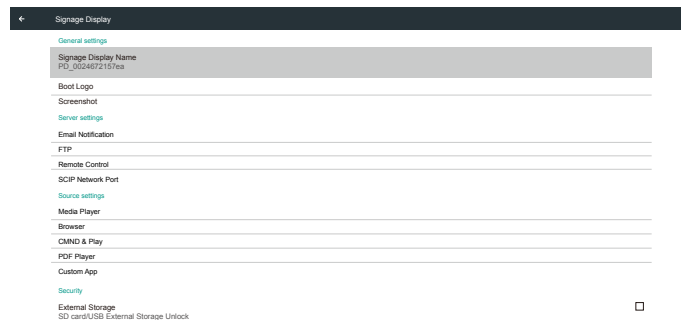 Signage Display
General settings
Signage Display Name
PD_0024672157ea
Boot Logo
Screenshot
Server settings
Email Notification
FTP
Remote Control
SCIP Network Port
Source settings
Media Player
Browser
CMND & Play
PDF Player
Custom App
Security
External Storage
SD card/USB External Storage Unlock